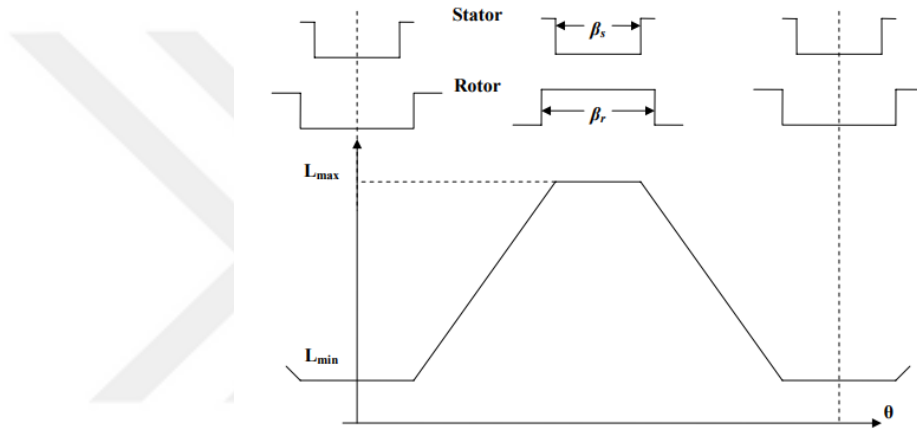 Stator
βs
Rotor
βr
Lmax
Lmin
θ